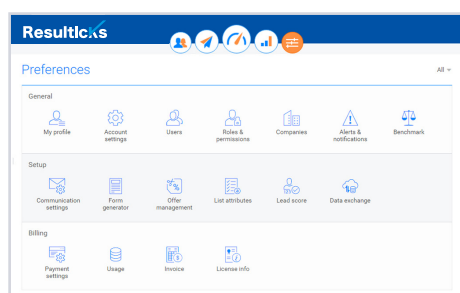 Resulticks
Preferences
All
General
My profile
Account
settings
Users
Roles &
permissions
Companies
Alerts &
notifications
Benchmark
Setup
Communication
settings
Form
generator
Offer
management
List attributes
Lead score
Data exchange
Billing
Payment
settings
Usage
Invoice
License info